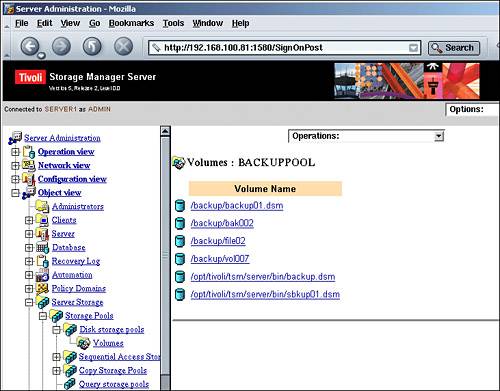 Server Administration - Mozilla
File Edit View Go Bookmarks Tools Window Help
http://192.168.100.81:1580/SignOnPost
Search
Tivoli Storage Manager Server
Version 5, Release 2, Level 0.0
Connected to SERVER1 as ADMIN
Options:
Server Administration
Operation view
Network view
Configuration view
Object view
Administrators
Clients
Server
Database
Recovery Log
Automation
Policy Domains
Server Storage
Storage Pools
Disk storage pools
Volumes
Sequential Access Stor
Copy Storage Pools
Query storage pools
Operations:
Volumes : BACKUPPOOL
Volume Name
/backup/backup01.dsm
/backup/bak002
/backup/file02
/backup/vol007
/opt/tivoli/tsm/server/bin/backup.dsm
/opt/tivoli/tsm/server/bin/sbkup01.dsm